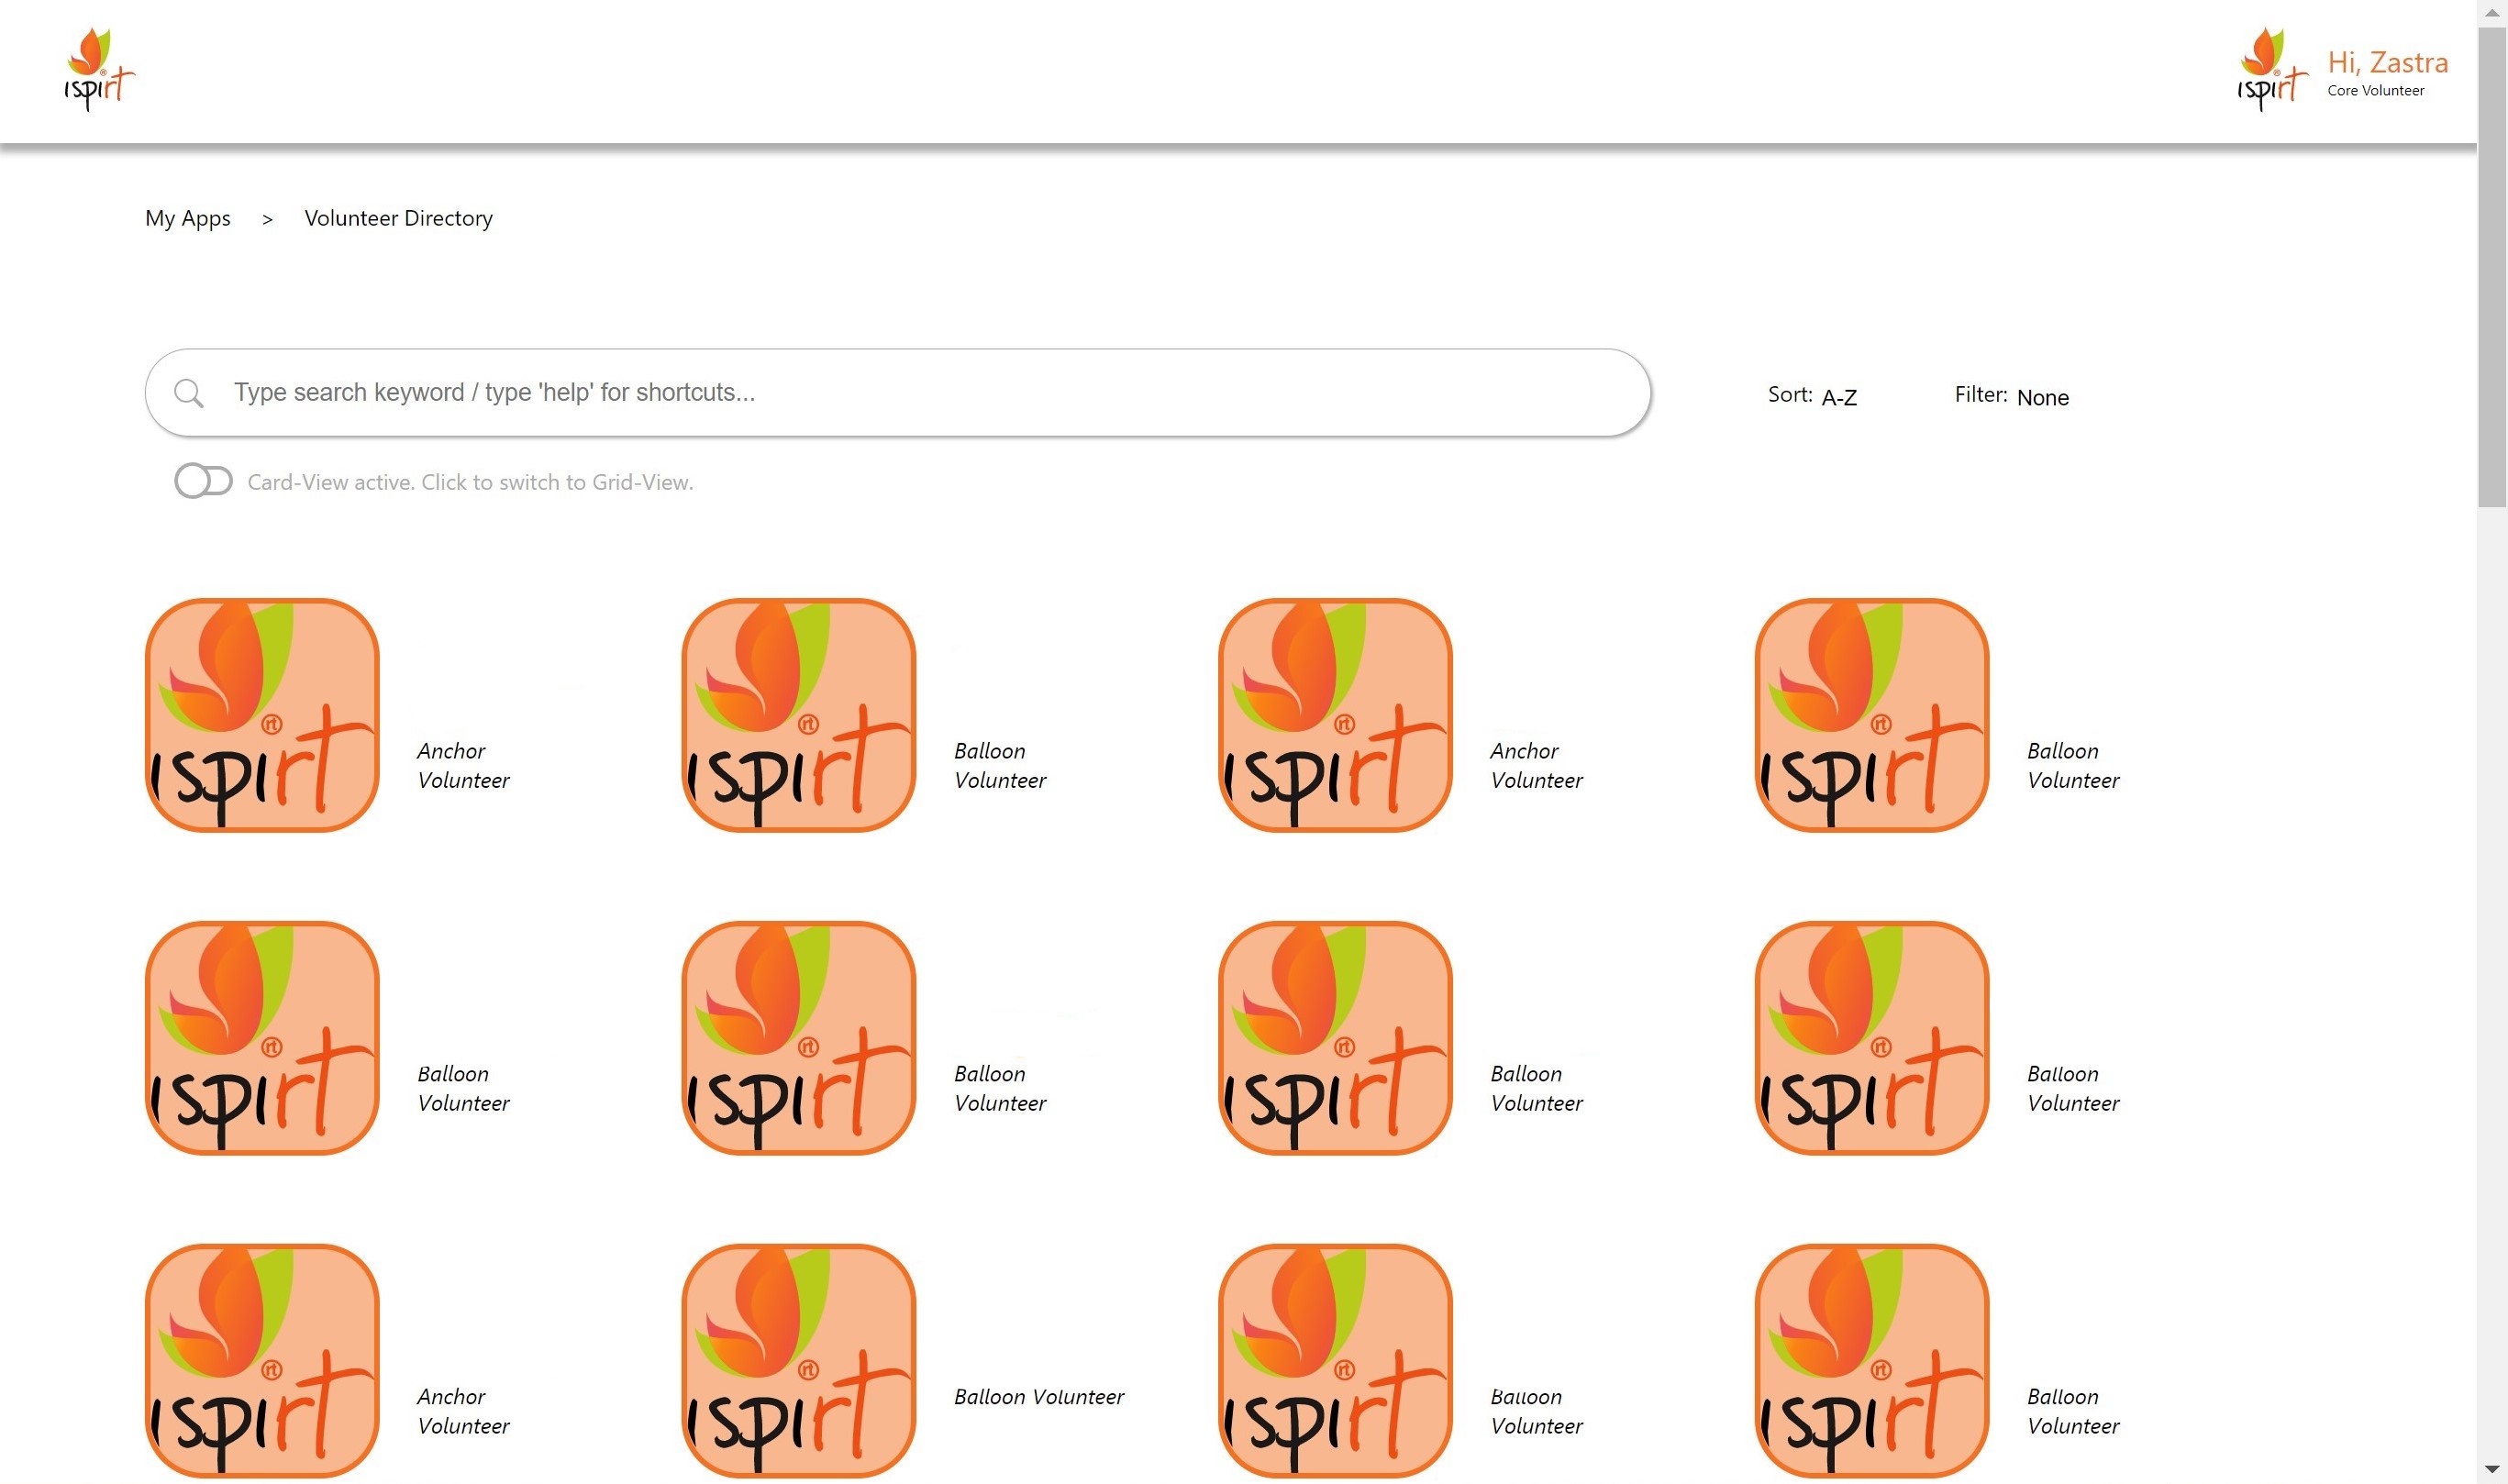 ispirt
ispirt
Hi, Zastra
Core Volunteer
My Apps > Volunteer Directory
Type search keyword / type 'help' for shortcuts...
Sort: A-Z
Filter: None
Card-View active. Click to switch to Grid-View.
ispirt
Anchor
Volunteer
ispirt
Balloon
Volunteer
ispirt
Anchor
Volunteer
ispirt
Balloon
Volunteer
ispirt
Balloon
Volunteer
ispirt
Balloon
Volunteer
ispirt
Balloon
Volunteer
ispirt
Balloon
Volunteer
ispirt
Anchor
Volunteer
ispirt
Balloon Volunteer
ispirt
Balloon
Volunteer
ispirt
Balloon
Volunteer